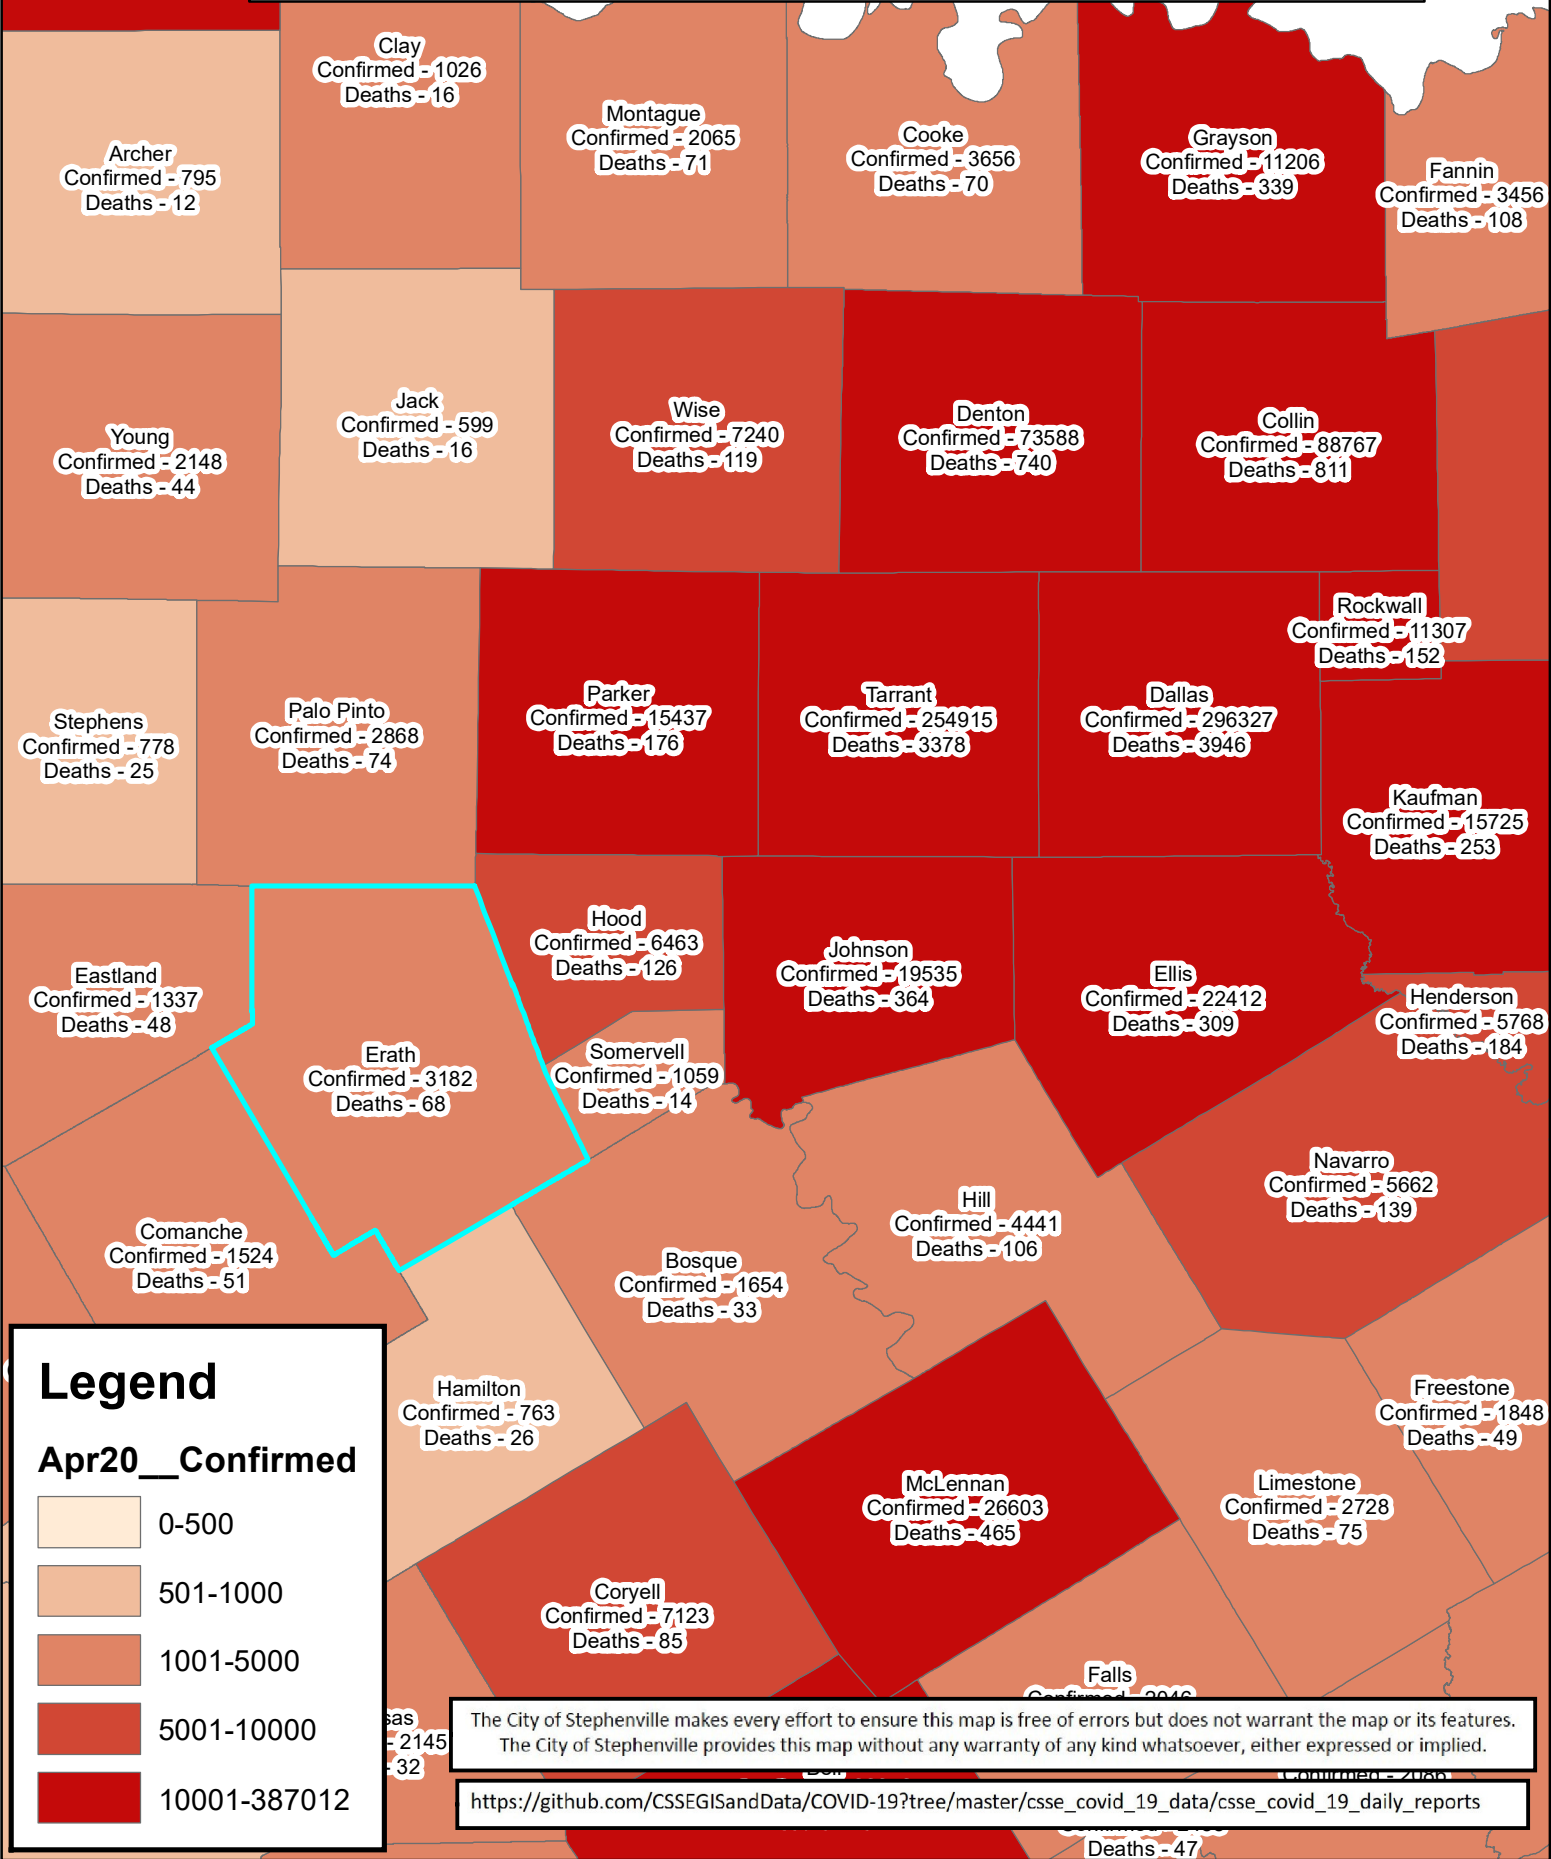 Clay
Confirmed - 1026
Deaths - 16
Montague
Confirmed - 2065
Deaths - 71
Cooke
Confirmed - 3656
Deaths - 70
Grayson
Confirmed - 11206
Deaths - 339
Archer
Confirmed - 795
Deaths - 12
Fannin
Confirmed - 3456
Deaths - 108
Jack
Confirmed - 599
Deaths - 16
Wise
Confirmed - 7240
Deaths - 119
Denton
Confirmed - 73588
Deaths - 740
Collin
Confirmed - 88767
Deaths - 811
Young
Confirmed - 2148
Deaths - 44
Rockwall
Confirmed - 11307
Deaths - 152
Stephens
Confirmed - 778
Deaths - 25
Palo Pinto
Confirmed - 2868
Deaths - 74
Parker
Confirmed - 15437
Deaths - 176
Tarrant
Confirmed - 254915
Deaths - 3378
Dallas
Confirmed - 296327
Deaths - 3946
Kaufman
Confirmed - 15725
Deaths - 253
Hood
Confirmed - 6463
Deaths - 126
Johnson
Confirmed - 19535
Deaths - 364
Ellis
Confirmed - 22412
Deaths - 309
Eastland
Confirmed - 1337
Deaths - 48
Henderson
Confirmed - 5768
Deaths - 184
Erath
Confirmed - 3182
Deaths - 68
Somervell
Confirmed - 1059
Deaths - 14
Navarro
Confirmed - 5662
Deaths - 139
Hill
Confirmed - 4441
Deaths - 106
Comanche
Confirmed - 1524
Deaths - 51
Bosque
Confirmed - 1654
Deaths - 33
Hamilton
Confirmed - 763
Deaths - 26
Freestone
Confirmed - 1848
Deaths - 49
McLennan
Confirmed - 26603
Deaths - 465
Limestone
Confirmed - 2728
Deaths - 75
Coryell
Confirmed - 7123
Deaths - 85
Falls
sas
- 2145
- 32
Deaths - 47
Legend
Apr20__Confirmed
0-500
501-1000
1001-5000
5001-10000
10001-387012
The City of Stephenville makes every effort to ensure this map is free of errors but does not warrant the map or its features.
The City of Stephenville provides this map without any warranty of any kind whatsoever, either expressed or implied.
https://github.com/CSSEGISandData/COVID-19?tree/master/csse_covid_19_data/csse_covid_19_daily_reports